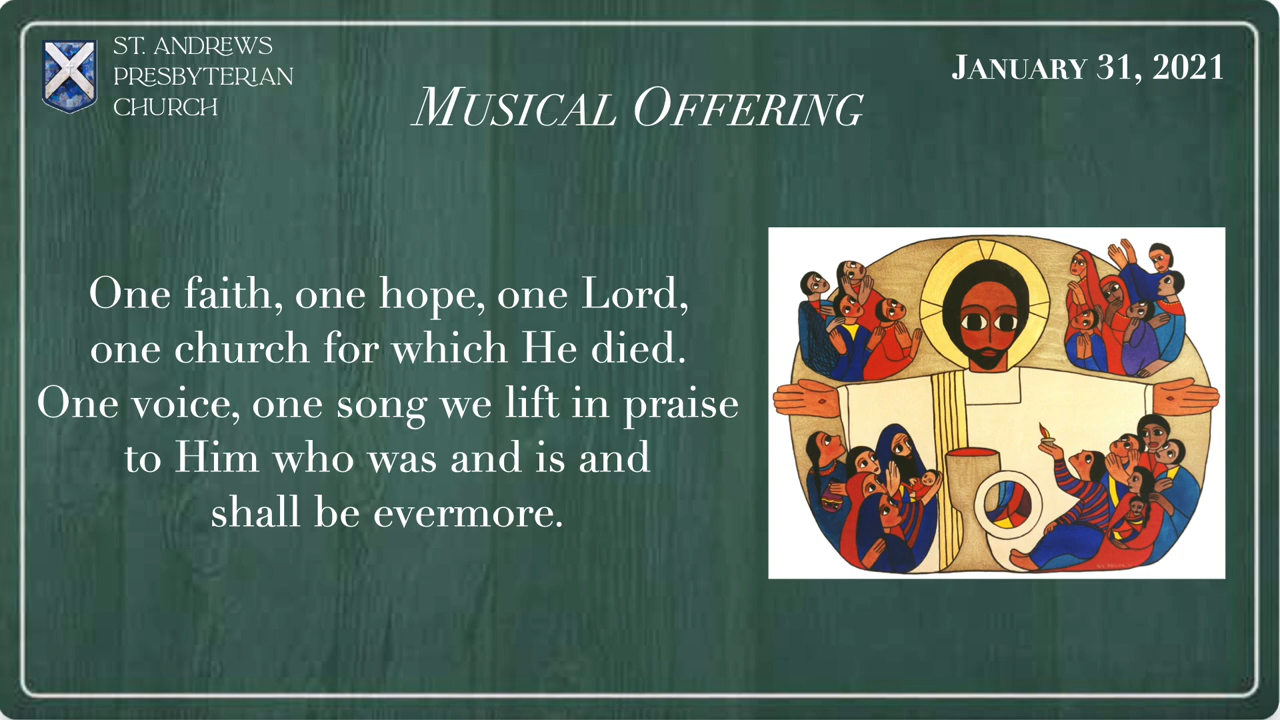 ST. ANDREWS
PRESBYTERIAN
CHURCH
January 31, 2021
Musical Offering
One faith, one hope, one Lord,
one church for which He died.
One voice, one song we lift in praise
to Him who was and is and
shall be evermore.